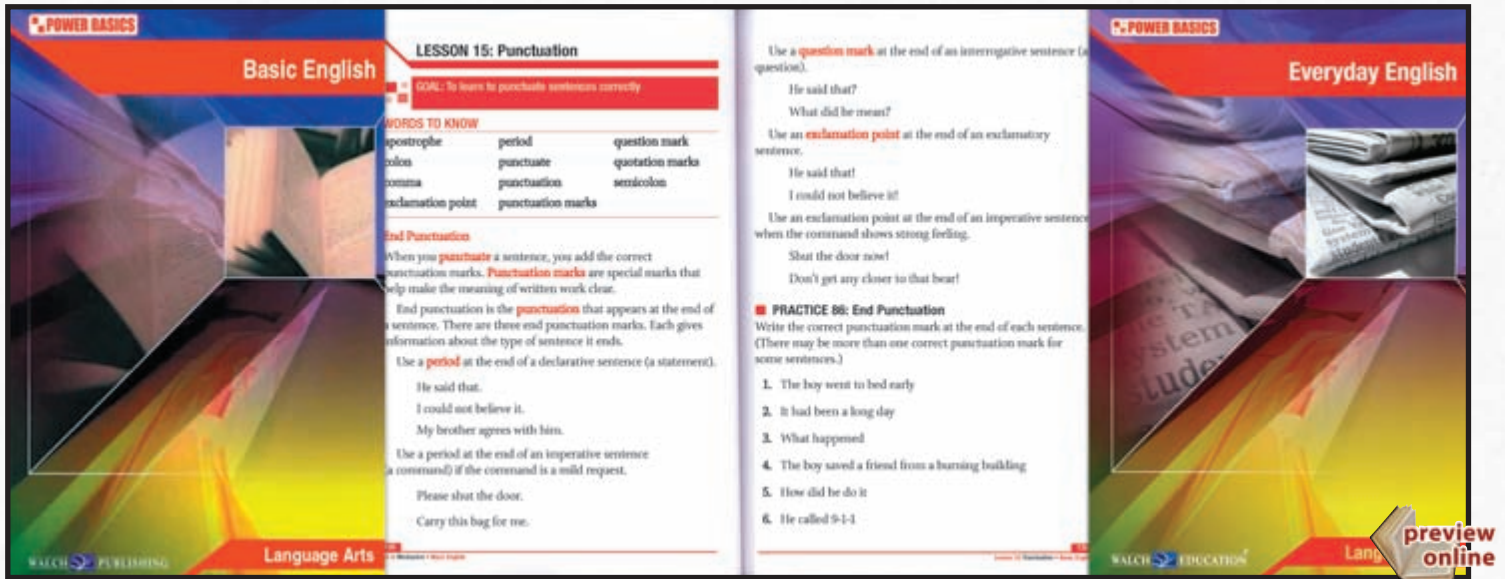 POWER BASICS
Basic English
WALCH PUBLISHING
Language Arts
LESSON 15: Punctuation
GOAL: To learn to punctuate sentences correctly
WORDS TO KNOW
apostrophe period question mark
colon punctuate quotation marks
comma punctuation semicolon
exclamation point punctuation marks
End Punctuation
When you punctuate a sentence, you add the correct
punctuation marks. Punctuation marks are special marks that
help make the meaning of written work clear.
End punctuation is the punctuation that appears at the end of
a sentence. There are three end punctuation marks. Each gives
information about the type of sentence it ends.
Use a period at the end of a declarative sentence (a statement).
He said that.
I could not believe it.
My brother agrees with him.
Use a period at the end of an imperative sentence
(a command) if the command is a mild request.
Please shut the door.
Carry this bag for me.
Use a question mark at the end of an interrogative sentence (a
question).
He said that?
What did he mean?
Use an exclamation point at the end of an exclamatory
sentence.
He said that!
I could not believe it!
Use an exclamation point at the end of an imperative sentence
when the command shows strong feeling.
Shut the door now!
Don't get any closer to that bear!
PRACTICE 86: End Punctuation
Write the correct punctuation mark at the end of each sentence.
(There may be more than one correct punctuation mark for
some sentences.)
1. The boy went to bed early
2. It had been a long day
3. What happened
4. The boy saved a friend from a burning building
5. How did he do it
6. He called 9-1-1
POWER BASICS
Everyday English
system
student
WALCH EDUCATION
Lang
preview
online